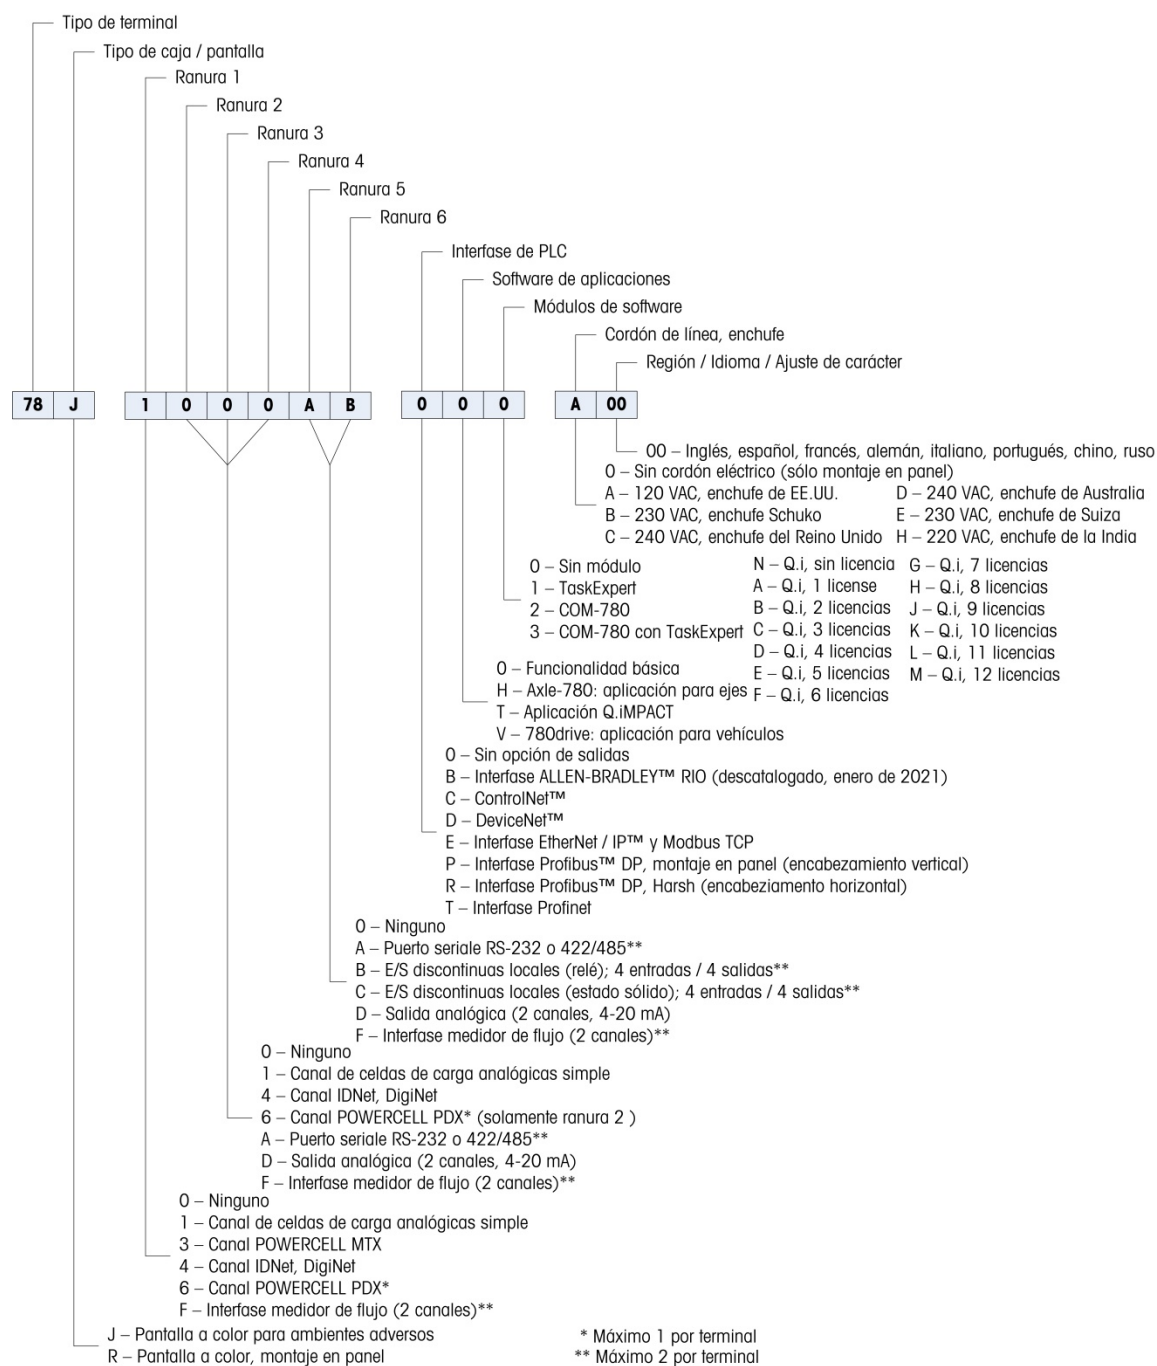 Tipo de terminal
Tipo de caja / pantalla
Ranura 1
Ranura 2
Ranura 3
Ranura 4
Ranura 5
Ranura 6
Interfase de PLC
Software de aplicaciones
Módulos de software
Cordón de línea, enchufe
Región / Idioma / Ajuste de carácter
78 J 1 0 0 0 A B 0 0 0 A 00
00 – Inglés, español, francés, alemán, italiano, portugués, chino, ruso
0 – Sin cordón eléctrico (sólo montaje en panel)
A – 120 VAC, enchufe de EE.UU. D – 240 VAC, enchufe de Australia
B – 230 VAC, enchufe Schuko E – 230 VAC, enchufe de Suiza
C – 240 VAC, enchufe del Reino Unido H – 220 VAC, enchufe de la India
0 – Sin módulo N – Q.i, sin licencia G – Q.i, 7 licencias
1 – TaskExpert A – Q.i, 1 license H – Q.i, 8 licencias
2 – COM-780 B – Q.i, 2 licencias J – Q.i, 9 licencias
3 – COM-780 con TaskExpert C – Q.i, 3 licencias K – Q.i, 10 licencias
D – Q.i, 4 licencias L – Q.i, 11 licencias
E – Q.i, 5 licencias M – Q.i, 12 licencias
F – Q.i, 6 licencias
0 – Funcionalidad básica
H – Axle-780: aplicación para ejes
T – Aplicación Q.iMPACT
V – 780drive: aplicación para vehículos
0 – Sin opción de salidas
B – Interfase ALLEN-BRADLEY™ RIO (descatalogado, enero de 2021)
C – ControlNet™
D – DeviceNet™
E – Interfase EtherNet / IP™ y Modbus TCP
P – Interfase Profibus™ DP, montaje en panel (encabezamiento vertical)
R – Interfase Profibus™ DP, Harsh (encabeziamento horizontal)
T – Interfase Profinet
0 – Ninguno
A – Puerto seriale RS-232 o 422/485**
B – E/S discontinuas locales (relé); 4 entradas / 4 salidas**
C – E/S discontinuas locales (estado sólido); 4 entradas / 4 salidas**
D – Salida analógica (2 canales, 4-20 mA)
F – Interfase medidor de flujo (2 canales)**
0 – Ninguno
1 – Canal de celdas de carga analógicas simple
4 – Canal IDNet, DigiNet
6 – Canal POWERCELL PDX* (solamente ranura 2 )
A – Puerto seriale RS-232 o 422/485**
D – Salida analógica (2 canales, 4-20 mA)
F – Interfase medidor de flujo (2 canales)**
0 – Ninguno
1 – Canal de celdas de carga analógicas simple
3 – Canal POWERCELL MTX
4 – Canal IDNet, DigiNet
6 – Canal POWERCELL PDX*
F – Interfase medidor de flujo (2 canales)**
J – Pantalla a color para ambientes adversos
R – Pantalla a color, montaje en panel
* Máximo 1 por terminal
** Máximo 2 por terminal